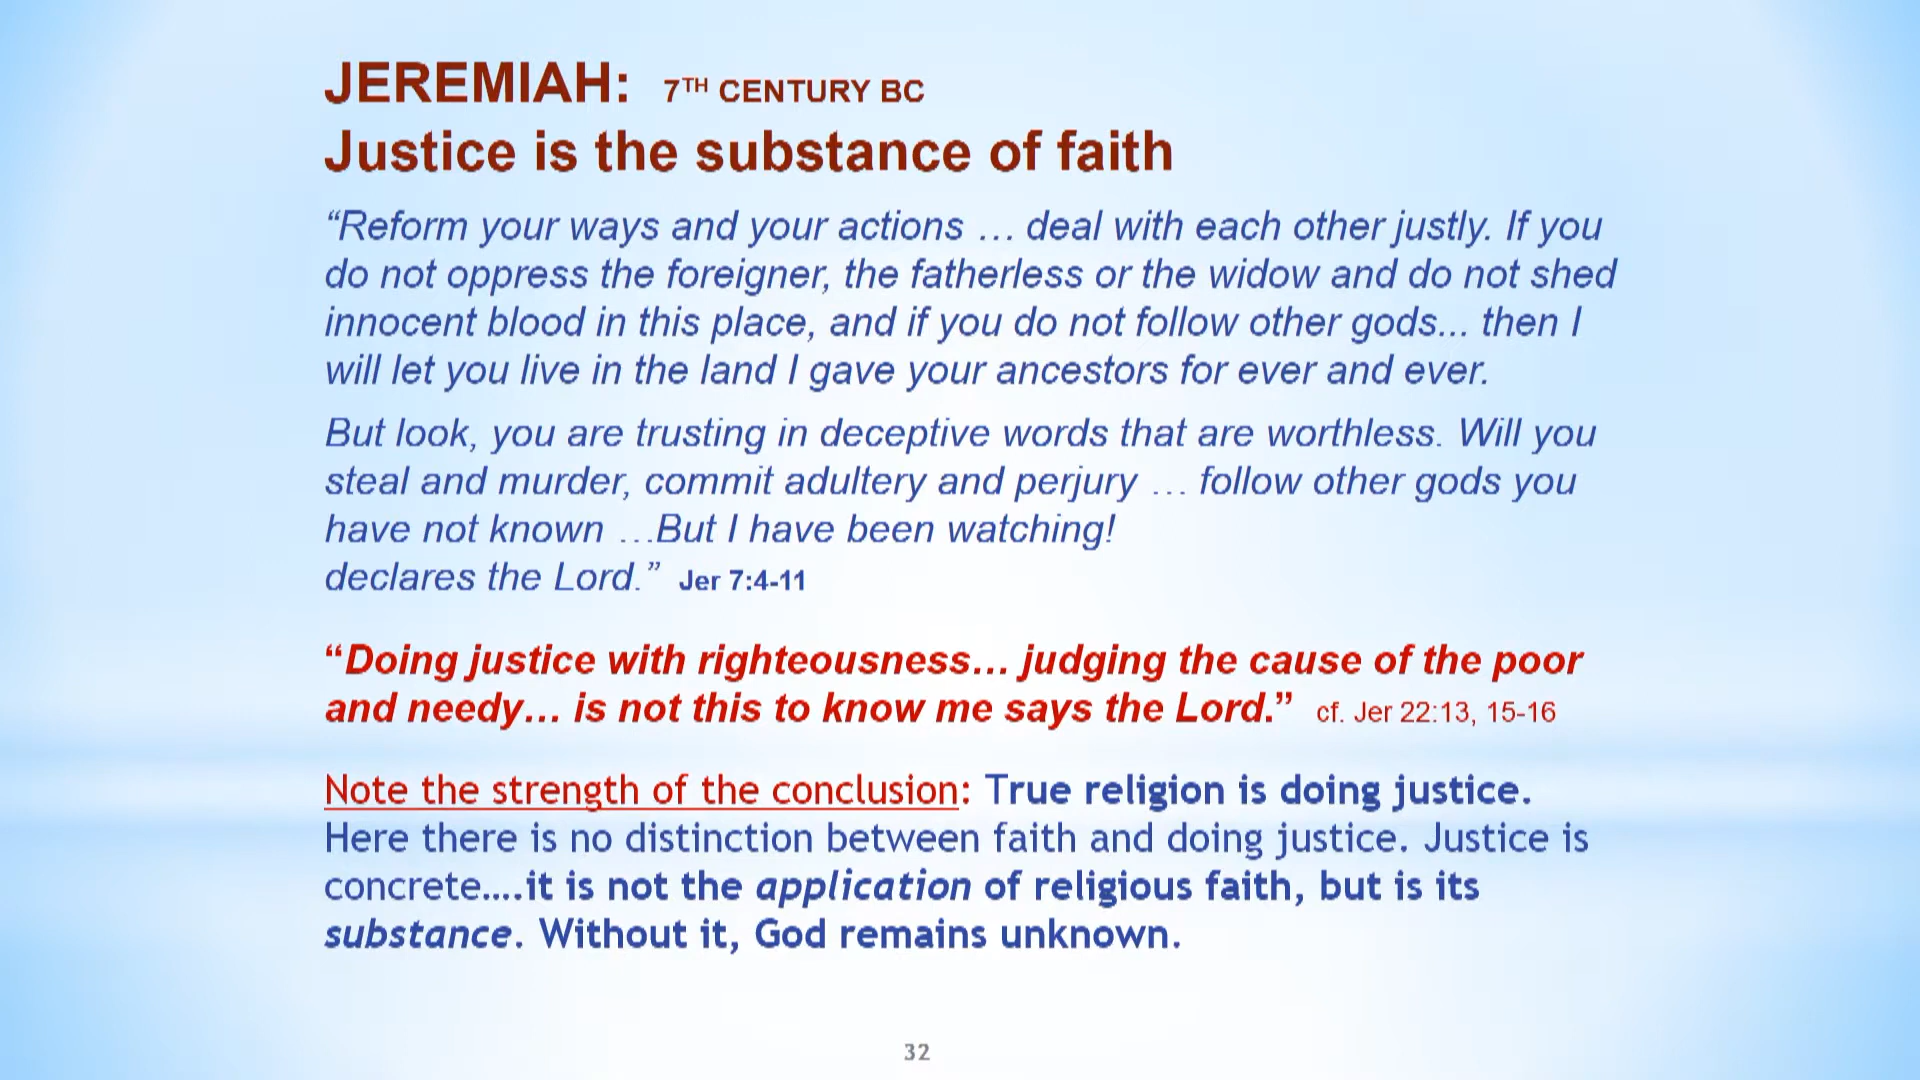 JEREMIAH: 7TH CENTURY BC
Justice is the substance of faith
“Reform your ways and your actions … deal with each other justly. If you
do not oppress the foreigner, the fatherless or the widow and do not shed
innocent blood in this place, and if you do not follow other gods... then I
will let you live in the land I gave your ancestors for ever and ever.
But look, you are trusting in deceptive words that are worthless. Will you
steal and murder, commit adultery and perjury … follow other gods you
have not known …But I have been watching!
declares the Lord.” Jer 7:4-11
“Doing justice with righteousness… judging the cause of the poor
and needy… is not this to know me says the Lord.” cf. Jer 22:13, 15-16
Note the strength of the conclusion: True religion is doing justice.
Here there is no distinction between faith and doing justice. Justice is
concrete….it is not the application of religious faith, but is its
substance. Without it, God remains unknown.
32